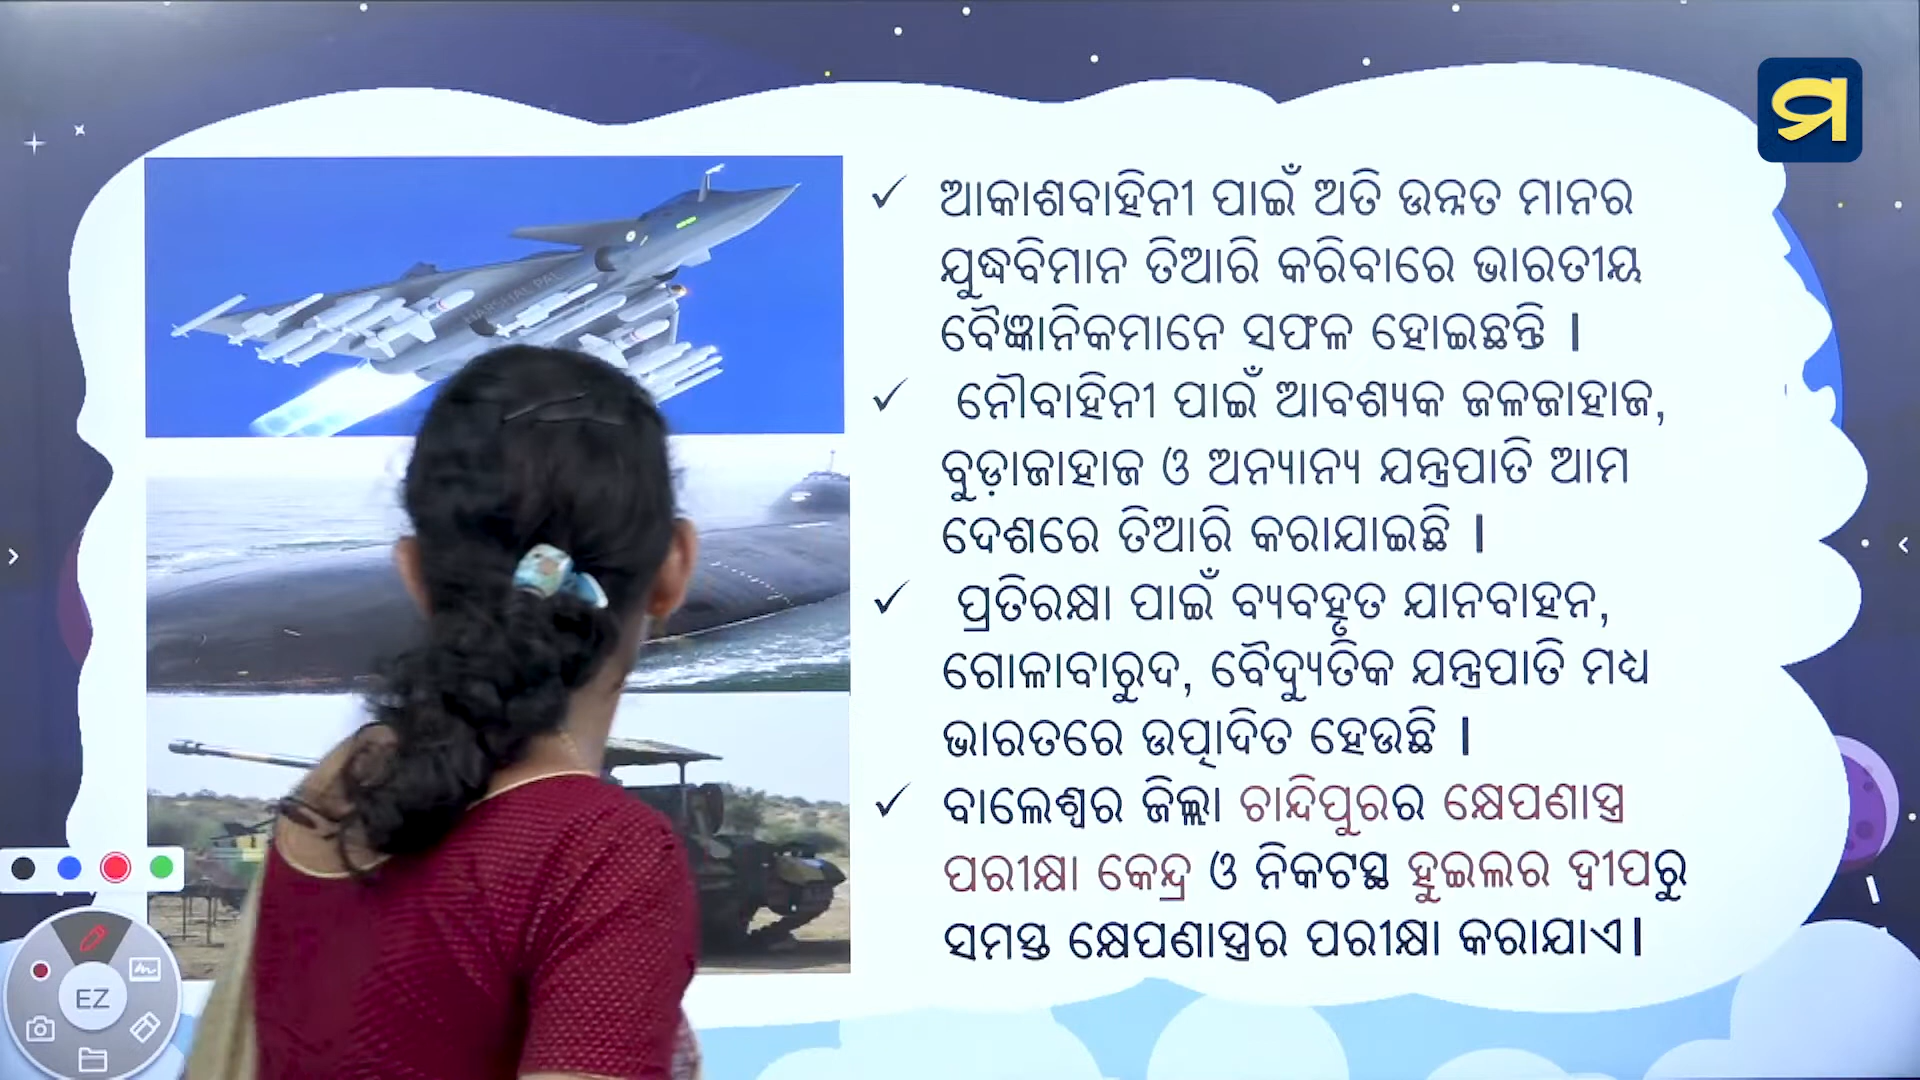 ମ
HARSHAL PAL
ଆକାଶବାହିନୀ ପାଇଁ ଅତି ଉନ୍ନତ ମାନର
ଯୁଦ୍ଧବିମାନ ତିଆରି କରିବାରେ ଭାରତୀୟ
ବୈଜ୍ଞାନିକମାନେ ସଫଳ ହୋଇଛନ୍ତି |
ନୌବାହିନୀ ପାଇଁ ଆବଶ୍ୟକ ଜଳଜାହାଜ,
ବୁଡ଼ାଜାହାଜ ଓ ଅନ୍ୟାନ୍ୟ ଯନ୍ତ୍ରପାତି ଆମ
ଦେଶରେ ତିଆରି କରାଯାଇଛି |
ପ୍ରତିରକ୍ଷା ପାଇଁ ବ୍ୟବହୃତ ଯାନବାହନ,
ଗୋଳାବାରୁଦ, ବୈଦ୍ୟୁତିକ ଯନ୍ତ୍ରପାତି ମଧ୍ୟ
ଭାରତରେ ଉତ୍ପାଦିତ ହେଉଛି |
ବାଲେଶ୍ୱର ଜିଲ୍ଲା ଚାନ୍ଦିପୁରର କ୍ଷେପଣାସ୍ତ୍ର
ପରୀକ୍ଷା କେନ୍ଦ୍ର ଓ ନିକଟସ୍ଥ ହୁଇଲର ଦ୍ୱୀପରୁ
ସମସ୍ତ କ୍ଷେପଣାସ୍ତ୍ରର ପରୀକ୍ଷା କରାଯାଏ|
EZ